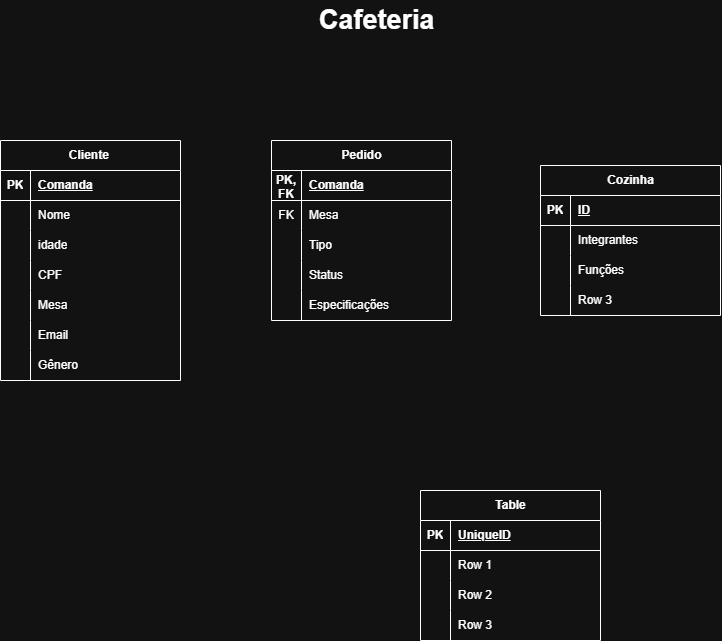 Cafeteria
Cliente
PK Comanda
Nome
idade
CPF
Mesa
Email
Gênero
Pedido
PK,
FK Comanda
FK Mesa
Tipo
Status
Especificações
Cozinha
PK ID
Integrantes
Funções
Row 3
Table
PK UniqueID
Row 1
Row 2
Row 3